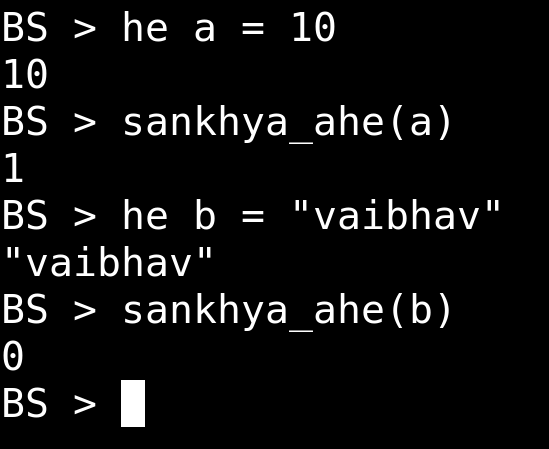 BS > he a = 10
10
BS > sankhya_ahe(a)
1
BS > he b = "vaibhav"
"vaibhav"
BS > sankhya_ahe(b)
0
BS >